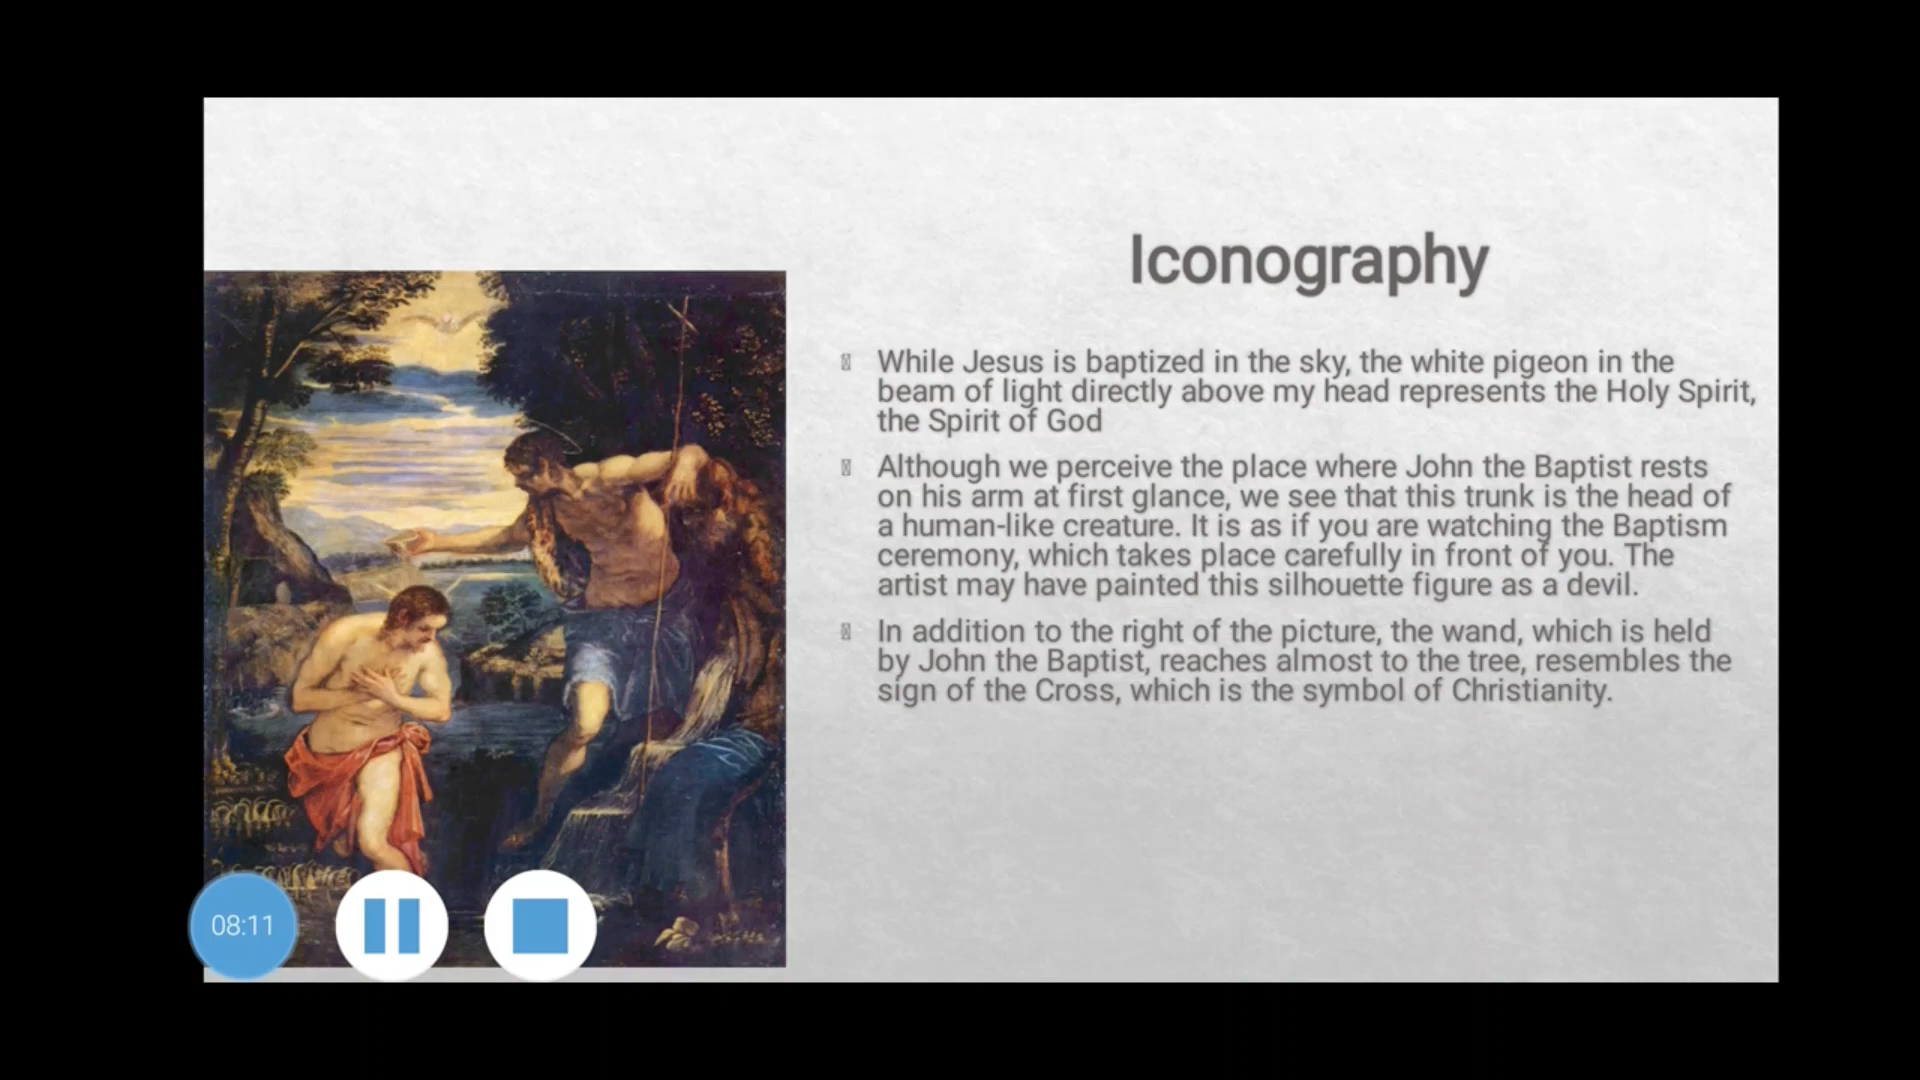 Iconography
While Jesus is baptized in the sky, the white pigeon in the
beam of light directly above my head represents the Holy Spirit,
the Spirit of God
Although we perceive the place where John the Baptist rests
on his arm at first glance, we see that this trunk is the head of
a human-like creature. It is as if you are watching the Baptism
ceremony, which takes place carefully in front of you. The
artist may have painted this silhouette figure as a devil.
In addition to the right of the picture, the wand, which is held
by John the Baptist, reaches almost to the tree, resembles the
sign of the Cross, which is the symbol of Christianity.
08:11